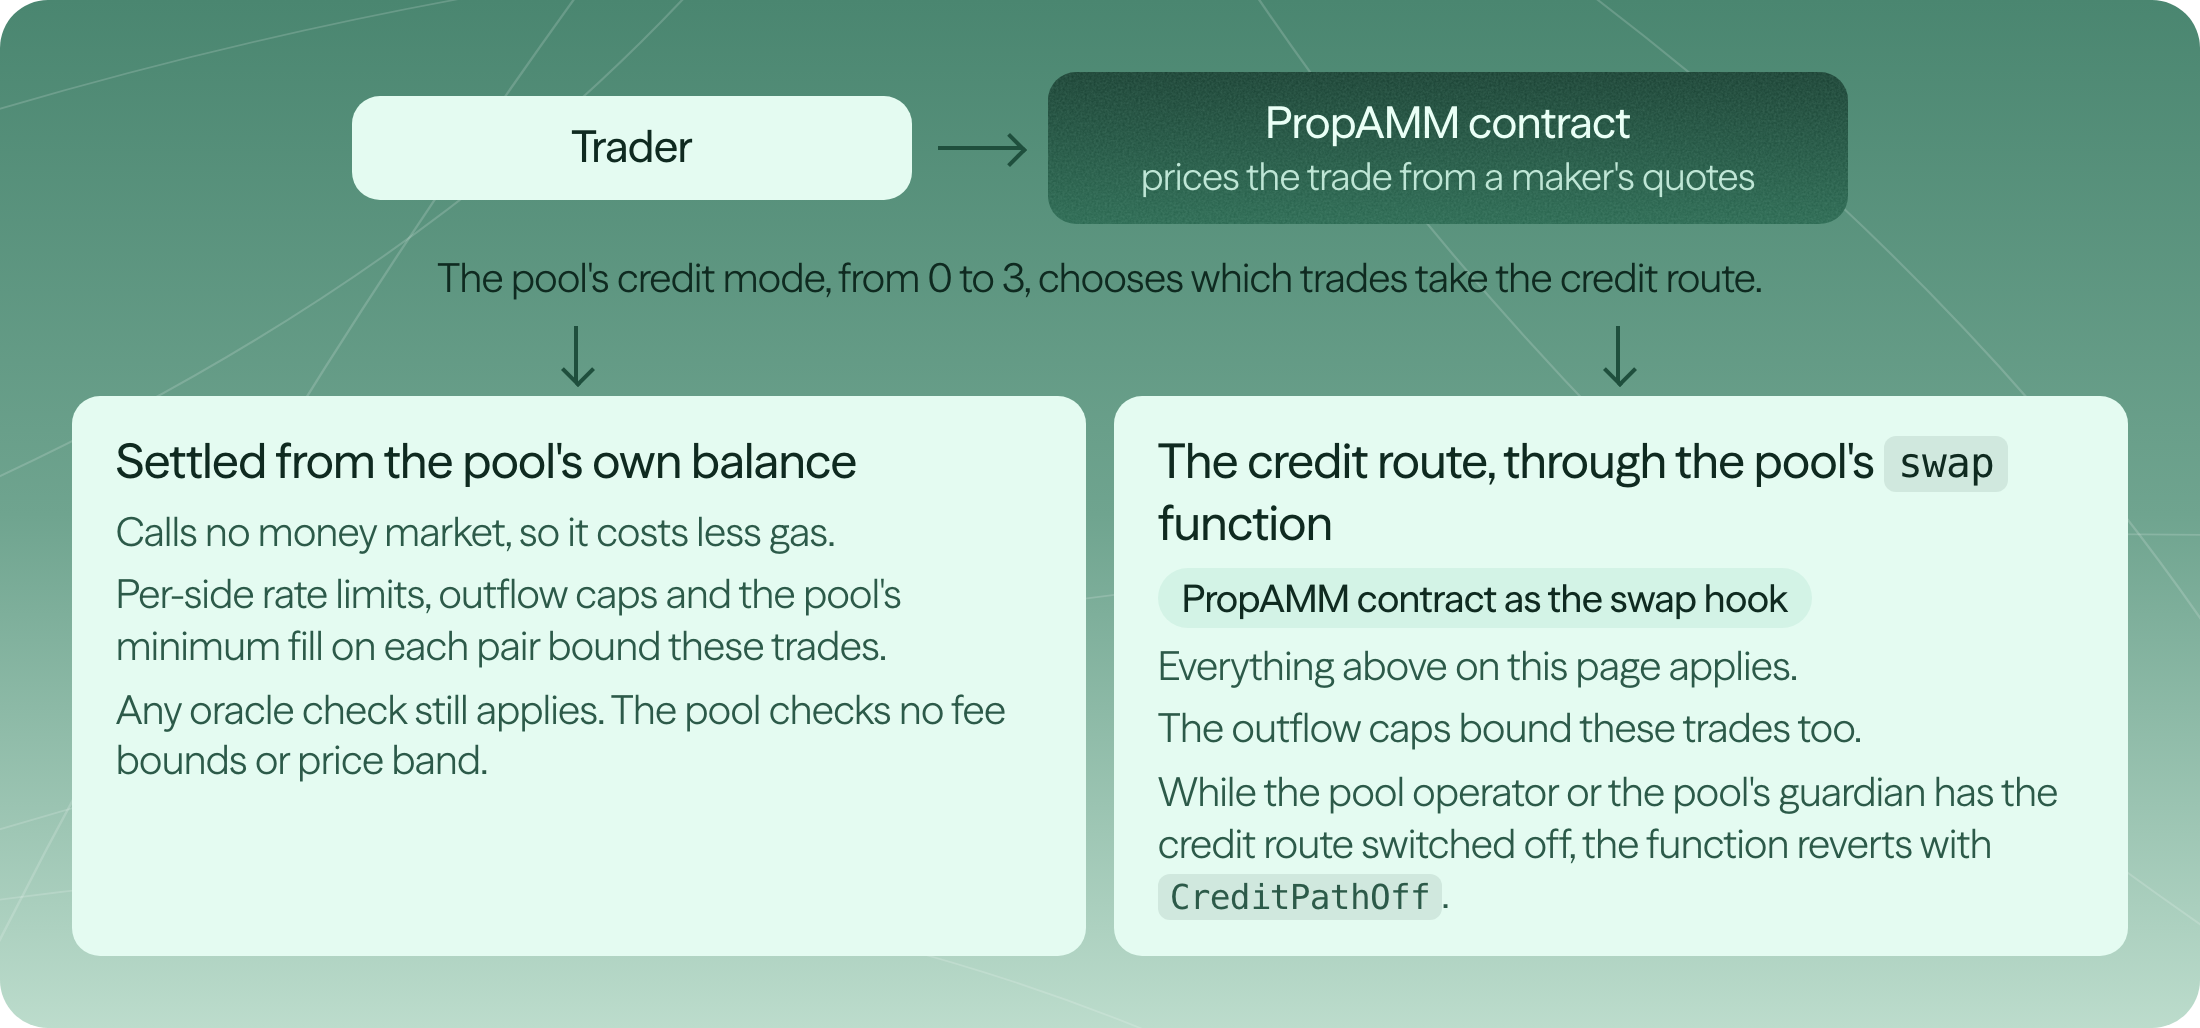 Trader
PropAMM contract
prices the trade from a maker's quotes
The pool's credit mode, from 0 to 3, chooses which trades take the credit route.
Settled from the pool's own balance
Calls no money market, so it costs less gas.
Per-side rate limits, outflow caps and the pool's
minimum fill on each pair bound these trades.
Any oracle check still applies. The pool checks no fee
bounds or price band.
The credit route, through the pool's swap
function
PropAMM contract as the swap hook
Everything above on this page applies.
The outflow caps bound these trades too.
While the pool operator or the pool's guardian has the
credit route switched off, the function reverts with
CreditPathOff.